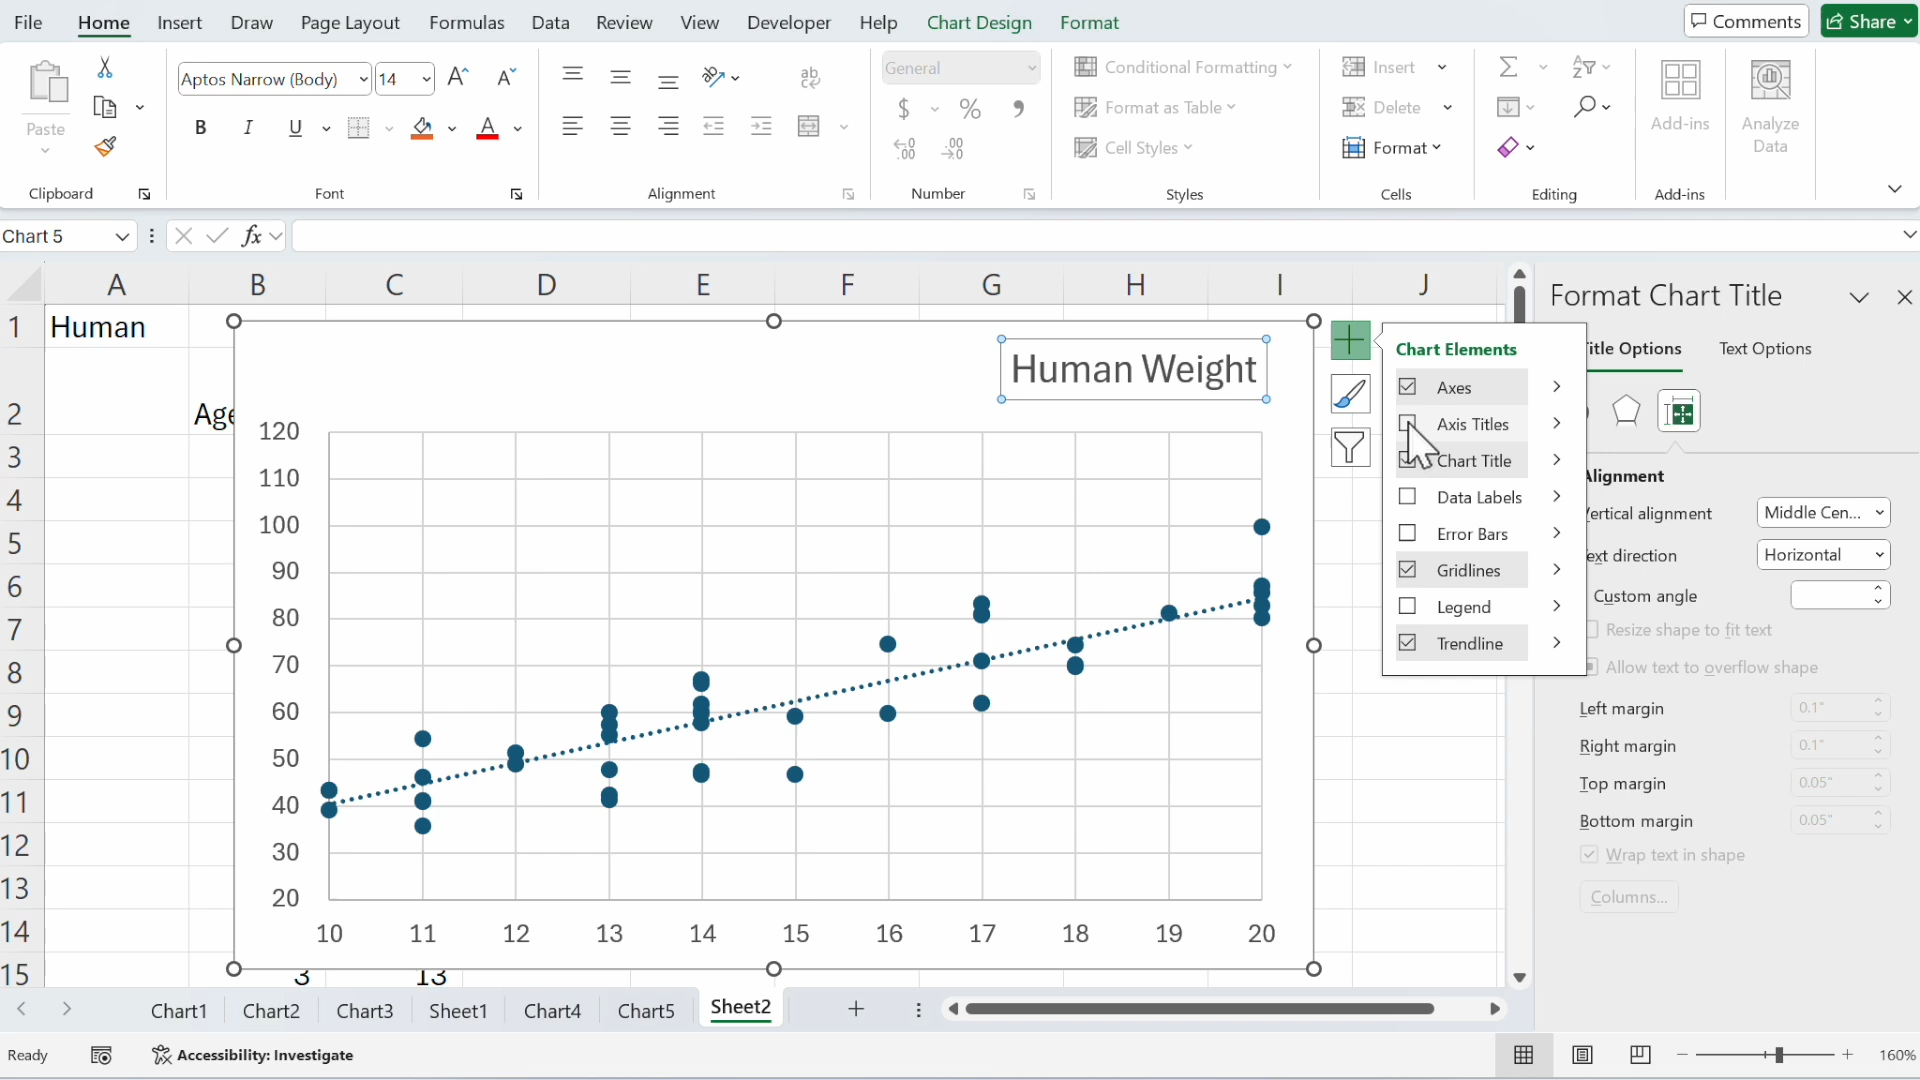 File Home Insert Draw Page Layout Formulas Data Review View Developer Help Chart Design Format Comments Share
Aptos Narrow (Body) 14 General Conditional Formatting Insert
Paste Format as Table Delete Add-ins Analyze Data
B I U A $ % Cell Styles Format
Clipboard Font Alignment Number Styles Cells Editing Add-ins
Chart 5 fx
A B C D E F G H I J
Format Chart Title
1 Human
Human Weight
Chart Elements
Title Options Text Options
Axes
2 Age
Axis Titles
Chart Title
Data Labels
Error Bars
Gridlines
Legend
Trendline
Alignment
Vertical alignment Middle Cen...
Text direction Horizontal
Custom angle
Resize shape to fit text
Allow text to overflow shape
Left margin 0.1"
Right margin 0.1"
Top margin 0.05"
Bottom margin 0.05"
Wrap text in shape
Columns...
120
110
100
90
80
70
60
50
40
30
20
10 11 12 13 14 15 16 17 18 19 20
3
4
5
6
7
8
9
10
11
12
13
14
15 3 13
Chart1 Chart2 Chart3 Sheet1 Chart4 Chart5 Sheet2
Ready Accessibility: Investigate 160%